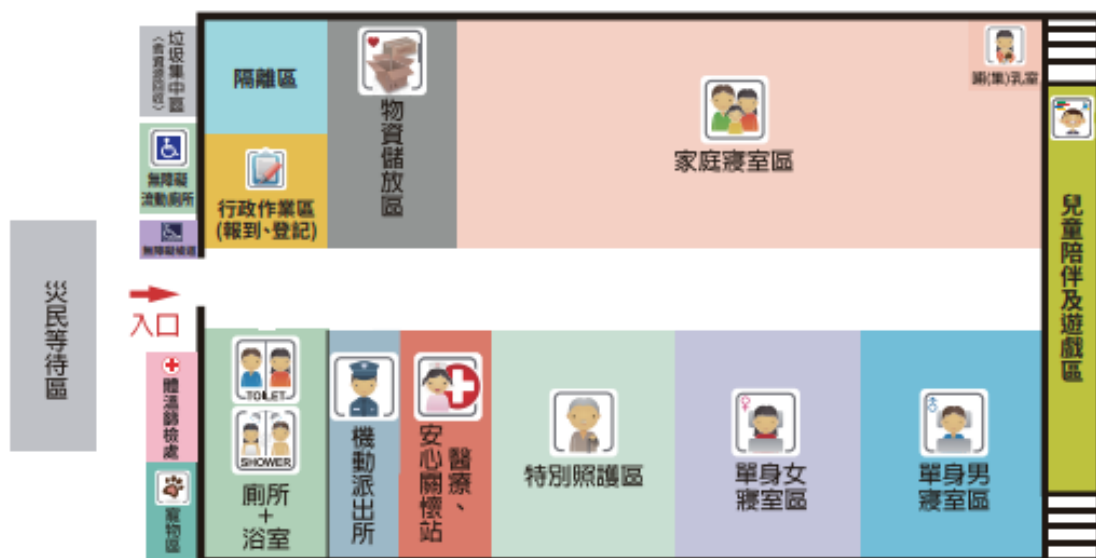 垃圾集中區
(含資源回收)
隔離區
物資儲放區
哺(集)乳室
家庭寢室區
無障礙
流動廁所
行政作業區
(報到、登記)
無障礙坡道
兒童陪伴及遊戲區
災民等待區
入口
體溫篩檢處
寵物區
TOILET
SHOWER
廁所
+
浴室
機動派出所
醫療、
安心關懷站
特別照護區
單身女
寢室區
單身男
寢室區